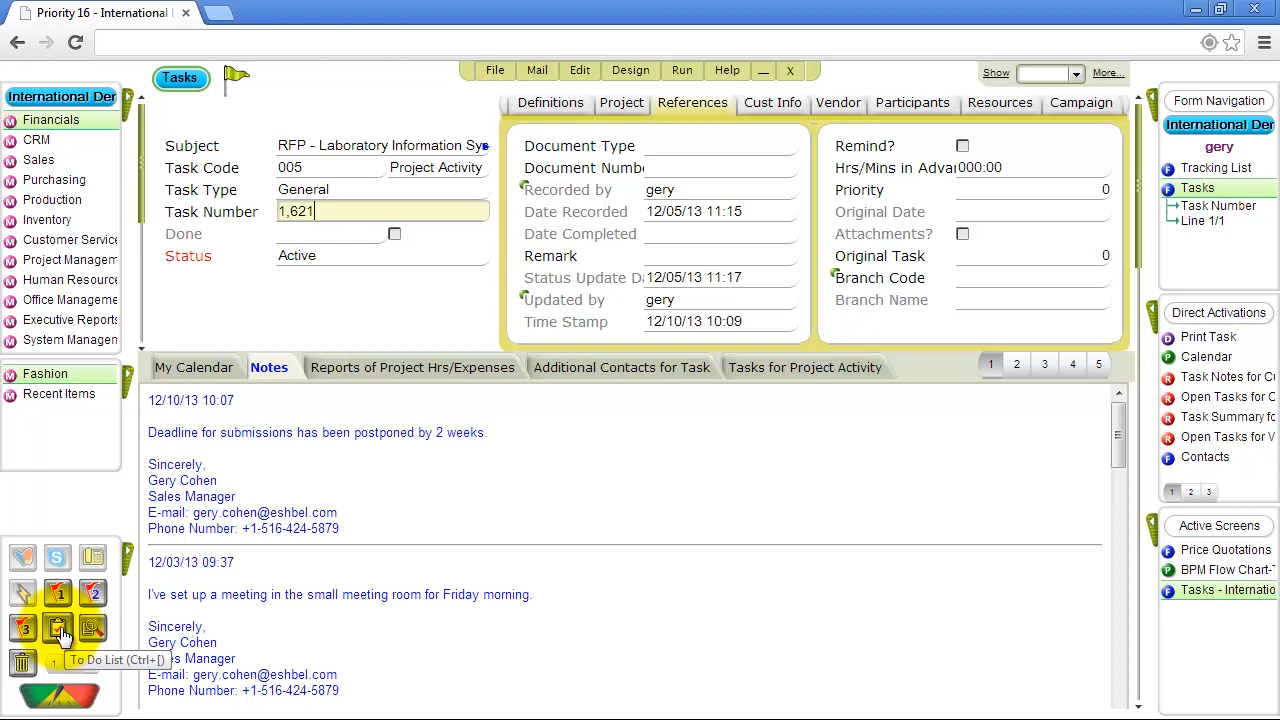 Priority 16 - International I
Tasks
File
Mail
Edit
Design
Run
Help
Show
More...
International Der
Financials
CRM
Sales
Purchasing
Production
Inventory
Customer Service
Project Managem
Human Resource
Office Manageme
Executive Reports
System Managen
Fashion
Recent Items
1
2
3
To Do List (Ctrl+[)
1
Subject RFP - Laboratory Information Sys
Task Code 005 Project Activity
Task Type General
Task Number 1,621
Done
Status Active
Definitions
Project
References
Cust Info
Vendor
Participants
Resources
Campaign
Document Type
Document Numb
Recorded by gery
Date Recorded 12/05/13 11:15
Date Completed
Remark
Status Update Da 12/05/13 11:17
Updated by gery
Time Stamp 12/10/13 10:09
Remind?
Hrs/Mins in Advan 000:00
Priority 0
Original Date
Attachments?
Original Task 0
Branch Code
Branch Name
My Calendar
Notes
Reports of Project Hrs/Expenses
Additional Contacts for Task
Tasks for Project Activity
1 2 3 4 5
12/10/13 10:07
Deadline for submissions has been postponed by 2 weeks.
Sincerely,
Gery Cohen
Sales Manager
E-mail: gery.cohen@eshbel.com
Phone Number: +1-516-424-5879
12/03/13 09:37
I've set up a meeting in the small meeting room for Friday morning.
Sincerely,
Gery Cohen
es Manager
E-mail: gery.cohen@eshbel.com
Phone Number: +1-516-424-5879
Form Navigation
International Der
gery
Tracking List
Tasks
Task Number
Line 1/1
Direct Activations
Print Task
Calendar
Task Notes for C
Open Tasks for C
Task Summary fo
Open Tasks for V
Contacts
1 2 3
Active Screens
Price Quotations
BPM Flow Chart-T
Tasks - Internatio